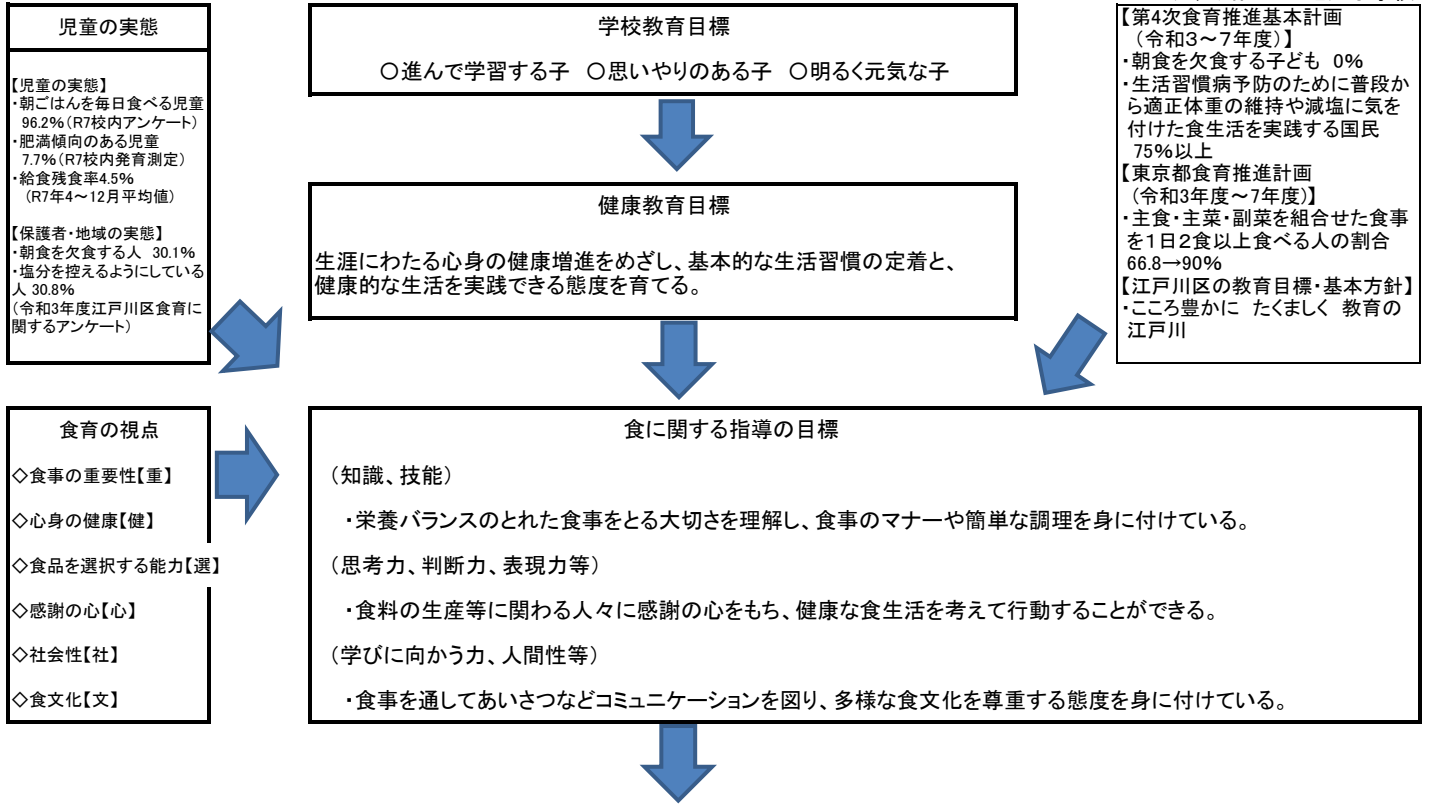 児童の実態
【児童の実態】
・朝ごはんを毎日食べる児童
96.2%(R7校内アンケート)
・肥満傾向のある児童
7.7%(R7校内発育測定)
・給食残食率4.5%
(R7年4～12月平均値)
【保護者・地域の実態】
・朝食を欠食する人 30.1%
・塩分を控えるようにしている
人 30.8%
(令和3年度江戸川区食育に
関するアンケート)
学校教育目標
○進んで学習する子 ○思いやりのある子 ○明るく元気な子
健康教育目標
生涯にわたる心身の健康増進をめざし、基本的な生活習慣の定着と、
健康的な生活を実践できる態度を育てる。
【第4次食育推進基本計画
(令和3～7年度)】
・朝食を欠食する子ども 0%
・生活習慣病予防のために普段か
ら適正体重の維持や減塩に気を
付けた食生活を実践する国民
75%以上
【東京都食育推進計画
(令和3年度～7年度)】
・主食・主菜・副菜を組合せた食事
を1日2食以上食べる人の割合
66.8→90%
【江戸川区の教育目標・基本方針】
・こころ豊かに たくましく 教育の
江戸川
食育の視点
◇食事の重要性【重】
◇心身の健康【健】
◇食品を選択する能力【選】
◇感謝の心【心】
◇社会性【社】
◇食文化【文】
食に関する指導の目標
(知識、技能)
・栄養バランスのとれた食事をとる大切さを理解し、食事のマナーや簡単な調理を身に付けている。
(思考力、判断力、表現力等)
・食料の生産等に関わる人々に感謝の心をもち、健康な食生活を考えて行動することができる。
(学びに向かう力、人間性等)
・食事を通してあいさつなどコミュニケーションを図り、多様な食文化を尊重する態度を身に付けている。